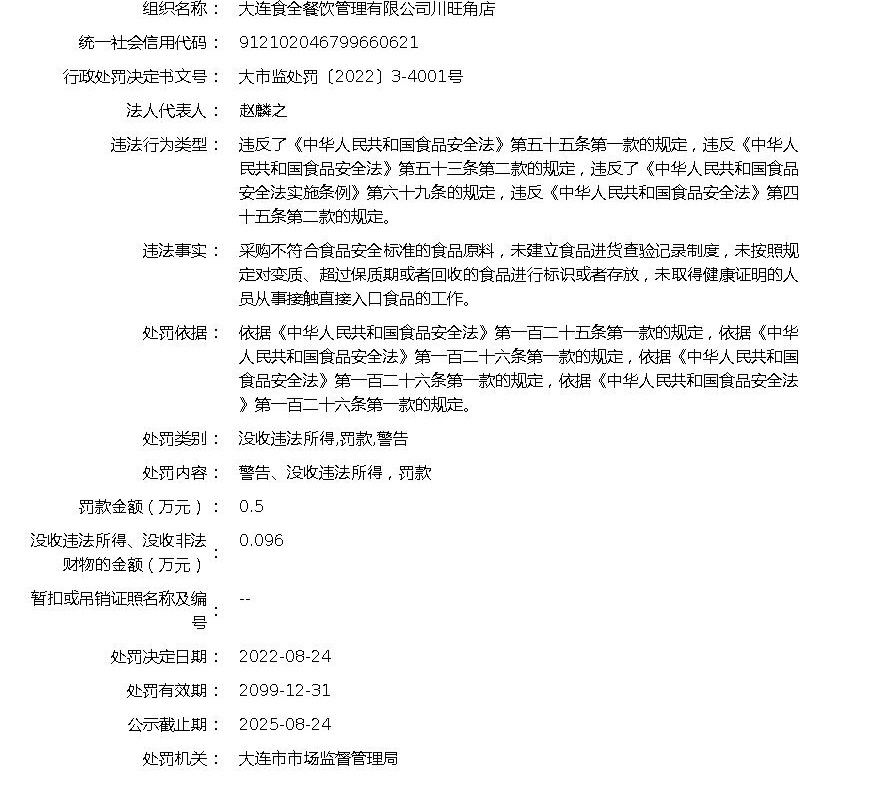 组织名称： 大连食全餐饮管理有限公司川旺角店
统一社会信用代码： 912102046799660621
行政处罚决定书文号： 大市监处罚〔2022〕3-4001号
法人代表人： 赵麟之
违法行为类型： 违反了《中华人民共和国食品安全法》第五十五条第一款的规定，违反《中华人
民共和国食品安全法》第五十三条第二款的规定，违反了《中华人民共和国食品
安全法实施条例》第六十九条的规定，违反《中华人民共和国食品安全法》第四
十五条第二款的规定。
违法事实： 采购不符合食品安全标准的食品原料，未建立食品进货查验记录制度，未按照规
定对变质、超过保质期或者回收的食品进行标识或者存放，未取得健康证明的人
员从事接触直接入口食品的工作。
处罚依据： 依据《中华人民共和国食品安全法》第一百二十五条第一款的规定，依据《中华
人民共和国食品安全法》第一百二十六条第一款的规定，依据《中华人民共和国
食品安全法》第一百二十六条第一款的规定，依据《中华人民共和国食品安全法
》第一百二十六条第一款的规定。
处罚类别： 没收违法所得,罚款,警告
处罚内容： 警告、没收违法所得，罚款
罚款金额（万元）： 0.5
没收违法所得、没收非法
财物的金额（万元）： 0.096
暂扣或吊销证照名称及编
号： --
处罚决定日期： 2022-08-24
处罚有效期： 2099-12-31
公示截止期： 2025-08-24
处罚机关： 大连市市场监督管理局